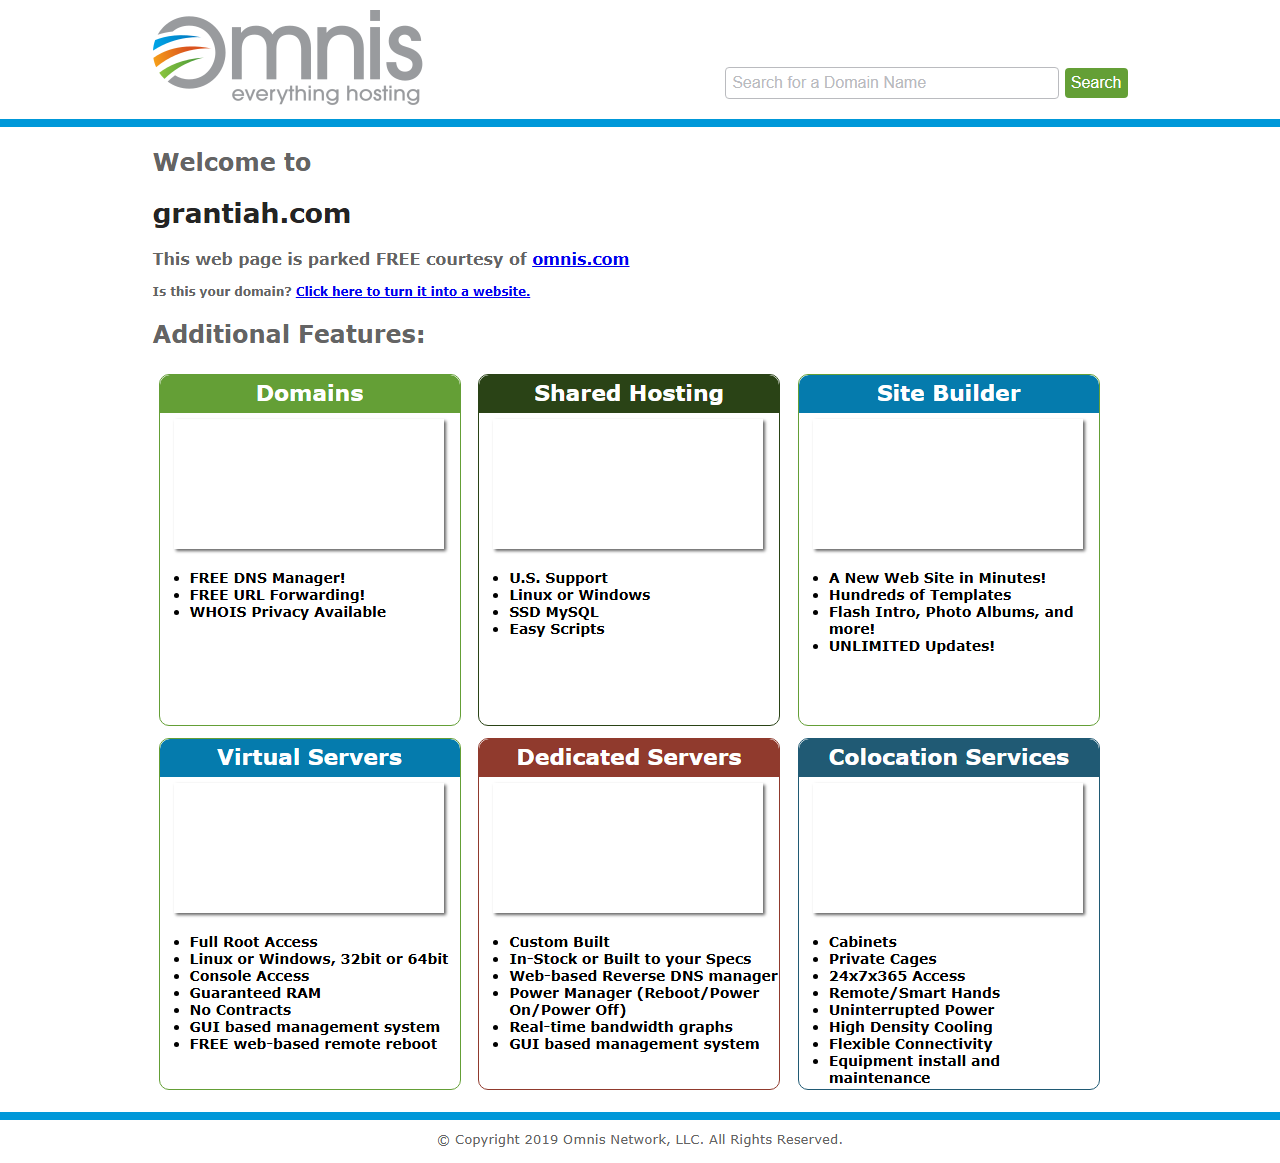 Omnis
everything hosting
Search for a Domain Name
Search
Welcome to
grantiah.com
This web page is parked FREE courtesy of omnis.com
Is this your domain? Click here to turn it into a website.
Additional Features:
Domains
FREE DNS Manager!
FREE URL Forwarding!
WHOIS Privacy Available
Shared Hosting
U.S. Support
Linux or Windows
SSD MySQL
Easy Scripts
Site Builder
A New Web Site in Minutes!
Hundreds of Templates
Flash Intro, Photo Albums, and
more!
UNLIMITED Updates!
Virtual Servers
Full Root Access
Linux or Windows, 32bit or 64bit
Console Access
Guaranteed RAM
No Contracts
GUI based management system
FREE web-based remote reboot
Dedicated Servers
Custom Built
In-Stock or Built to your Specs
Web-based Reverse DNS manager
Power Manager (Reboot/Power
On/Power Off)
Real-time bandwidth graphs
GUI based management system
Colocation Services
Cabinets
Private Cages
24x7x365 Access
Remote/Smart Hands
Uninterrupted Power
High Density Cooling
Flexible Connectivity
Equipment install and
maintenance
© Copyright 2019 Omnis Network, LLC. All Rights Reserved.